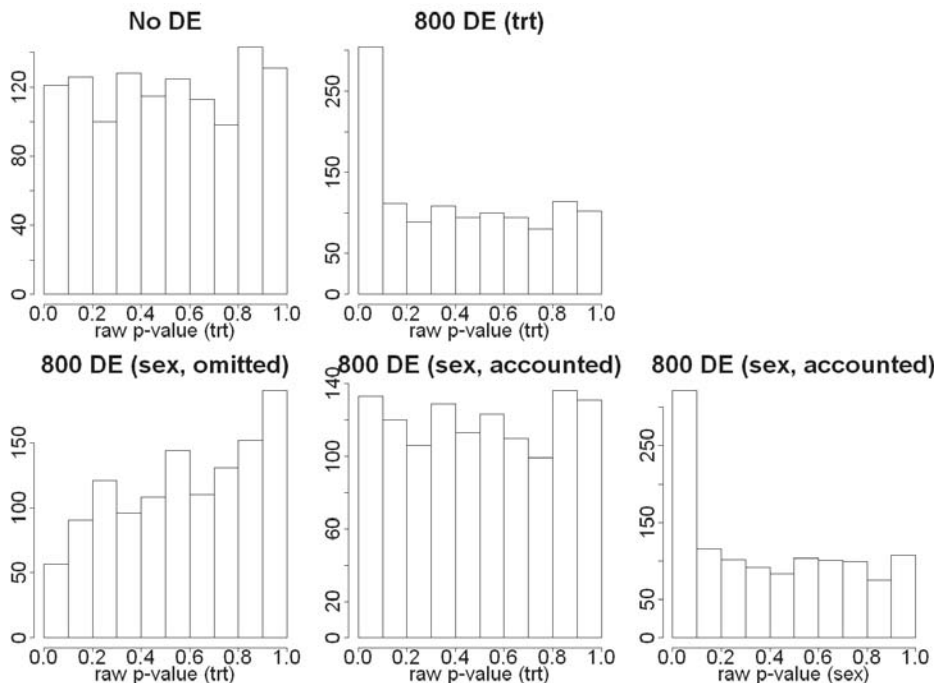 No DE
800 DE (trt)
120
80
40
0
0.0 0.2 0.4 0.6 0.8 1.0
raw p-value (trt)
250
150
50
0
0.0 0.2 0.4 0.6 0.8 1.0
raw p-value (trt)
800 DE (sex, omitted)
800 DE (sex, accounted)
800 DE (sex, accounted)
150
100
50
0
0.0 0.2 0.4 0.6 0.8 1.0
raw p-value (trt)
140
100
60
20
0
0.0 0.2 0.4 0.6 0.8 1.0
raw p-value (trt)
250
150
50
0
0.0 0.2 0.4 0.6 0.8 1.0
raw p-value (sex)